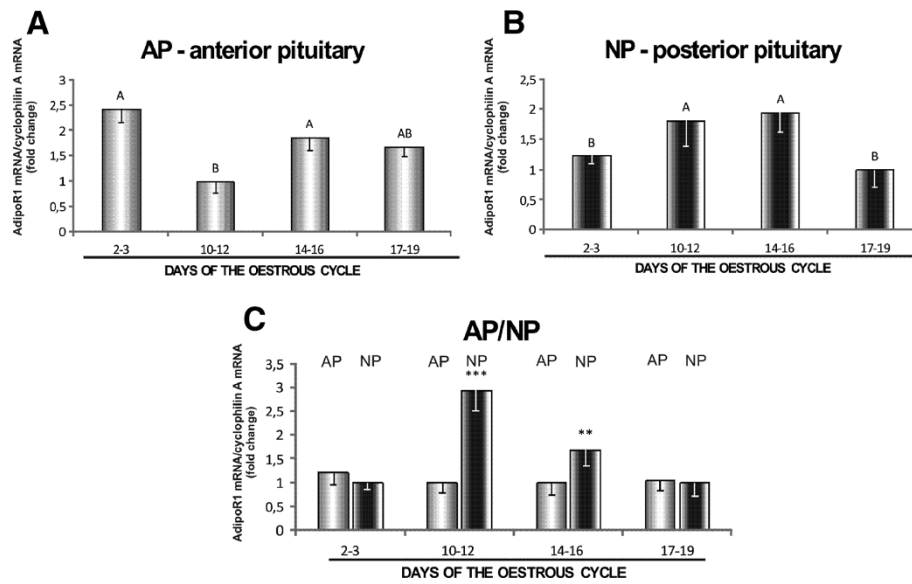 A
AP - anterior pituitary
AdipoR1 mRNA/cyclophilin A mRNA
(fold change)
3
2,5
2
1,5
1
0,5
0
A
B
A
AB
2-3
10-12
14-16
17-19
DAYS OF THE OESTROUS CYCLE
B
NP - posterior pituitary
AdipoR1 mRNA/cyclophilin A mRNA
(fold change)
2,5
2
1,5
1
0,5
0
B
A
A
B
2-3
10-12
14-16
17-19
DAYS OF THE OESTROUS CYCLE
C
AP/NP
AdipoR1 mRNA/cyclophilin A mRNA
(fold change)
3,5
3
2,5
2
1,5
1
0,5
0
AP NP
AP NP
AP NP
AP NP
***
**
2-3
10-12
14-16
17-19
DAYS OF THE OESTROUS CYCLE